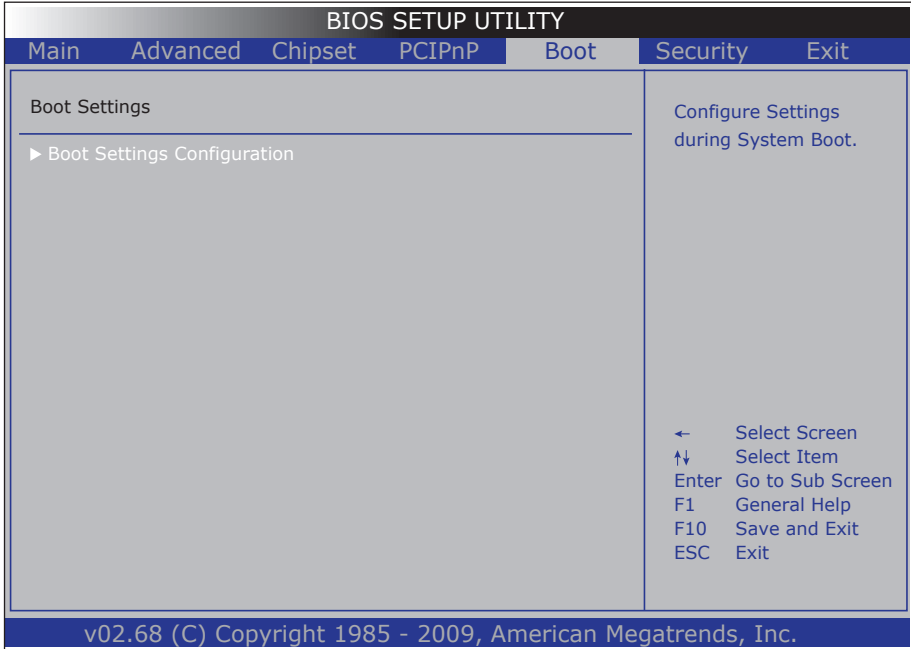 BIOS SETUP UTILITY
Main Advanced Chipset PCIPnP Boot Security Exit
Boot Settings
▶ Boot Settings Configuration
Configure Settings
during System Boot.
← Select Screen
↑↓ Select Item
Enter Go to Sub Screen
F1 General Help
F10 Save and Exit
ESC Exit
v02.68 (C) Copyright 1985 - 2009, American Megatrends, Inc.